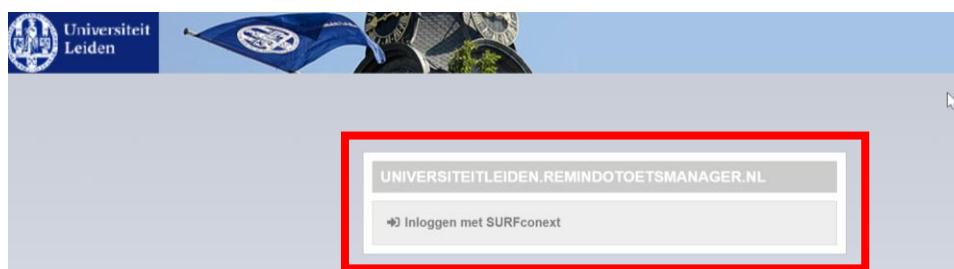 Universiteit
Leiden
UNIVERSITEITLEIDEN.REMINDOTOETSMANAGER.NL
Inloggen met SURFconext